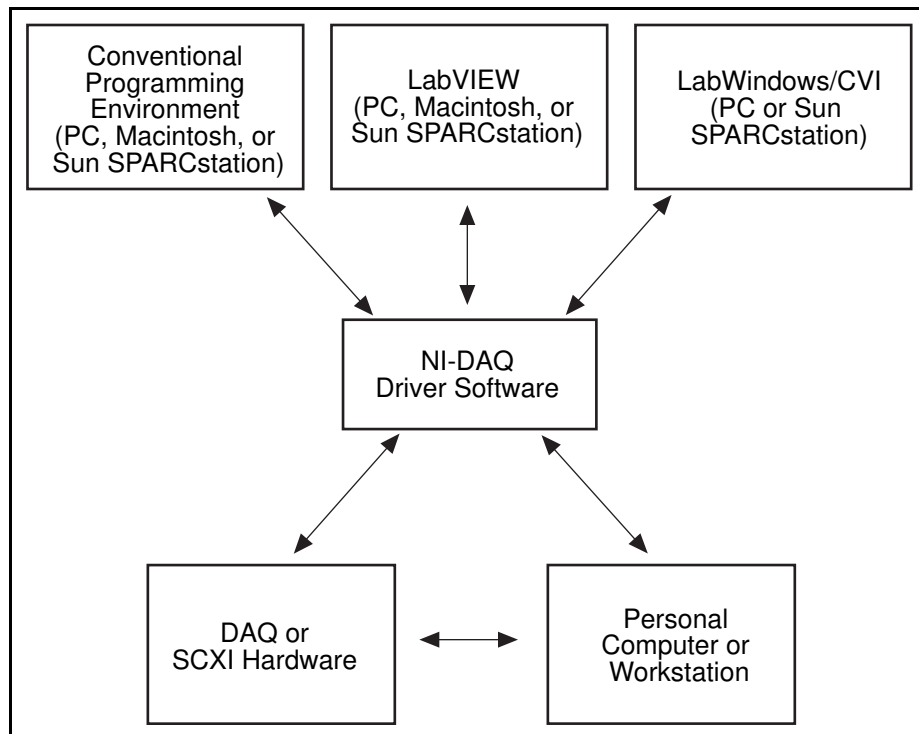 Conventional
Programming
Environment
(PC, Macintosh, or
Sun SPARCstation)
LabVIEW
(PC, Macintosh, or
Sun SPARCstation)
LabWindows/CVI
(PC or Sun
SPARCstation)
NI-DAQ
Driver Software
DAQ or
SCXI Hardware
Personal
Computer or
Workstation